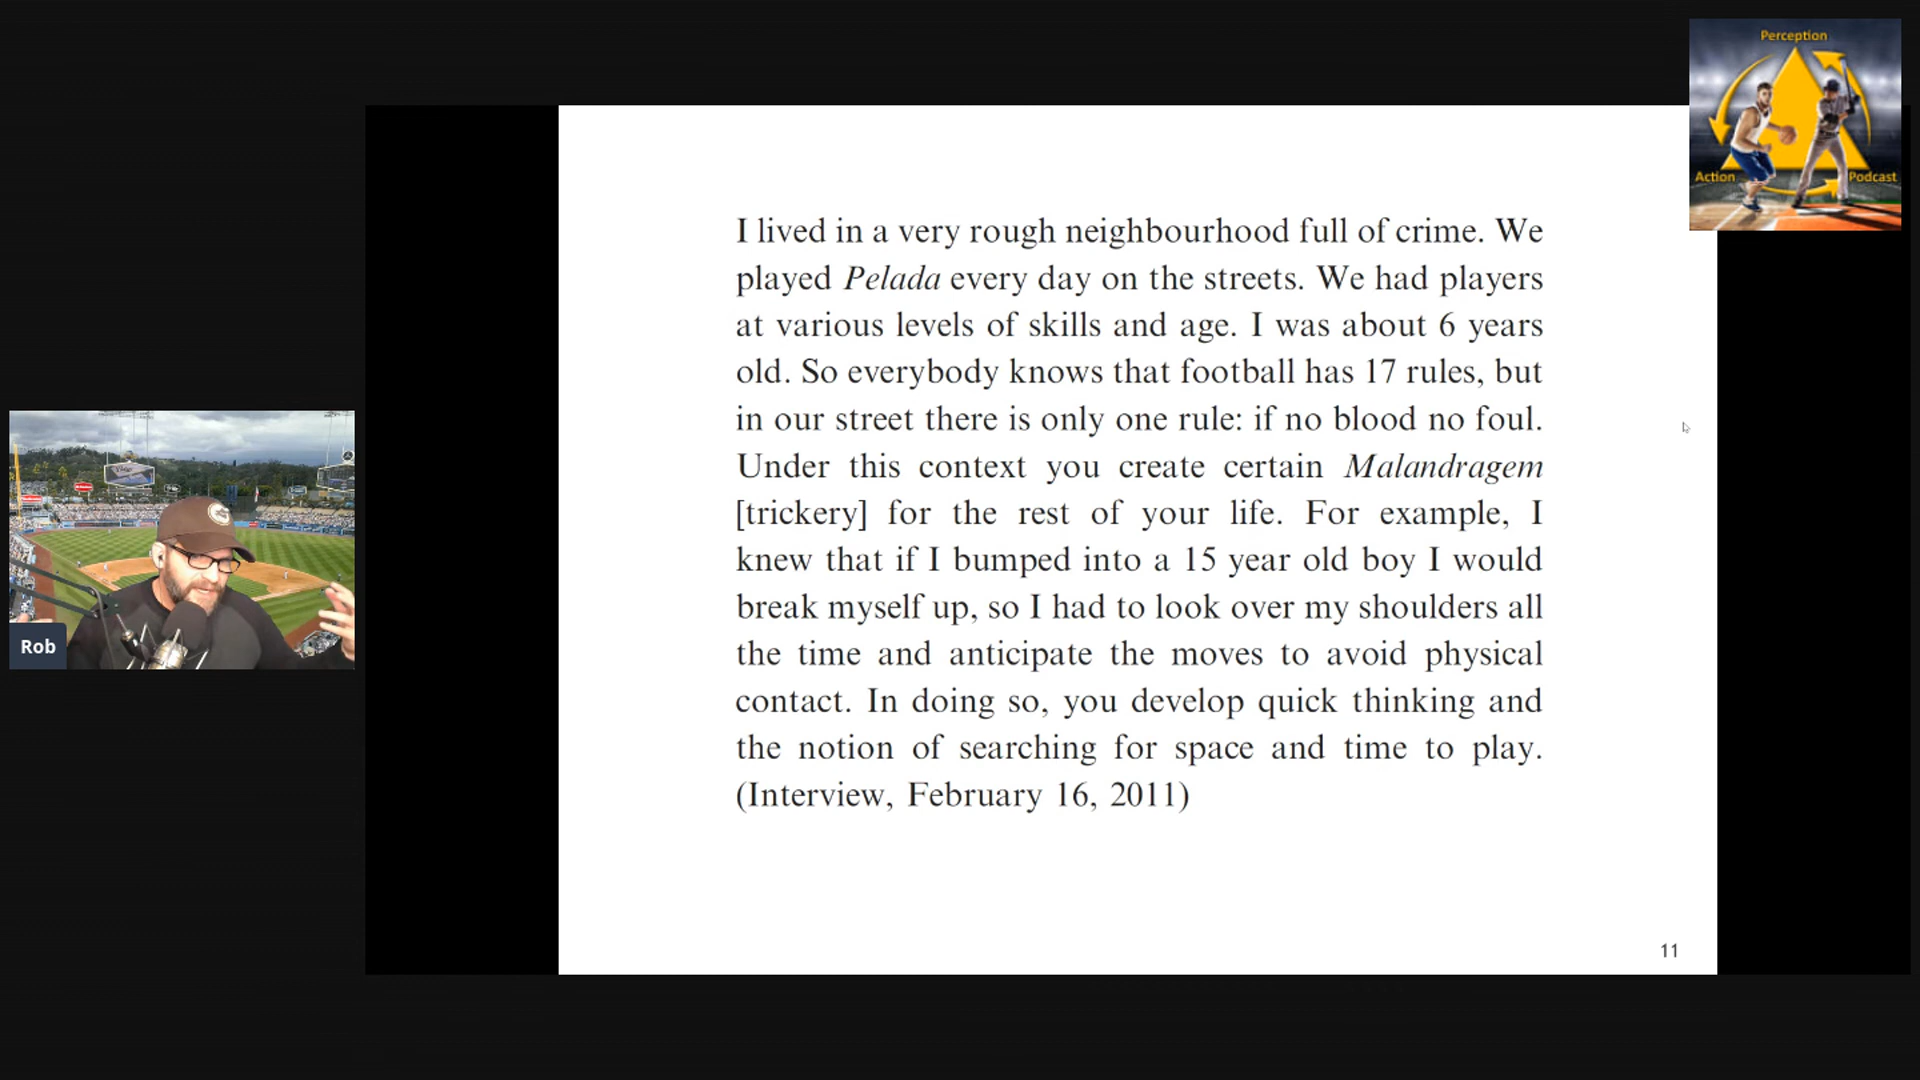 Perception
Action
Podcast
I lived in a very rough neighbourhood full of crime. We
played Pelada every day on the streets. We had players
at various levels of skills and age. I was about 6 years
old. So everybody knows that football has 17 rules, but
in our street there is only one rule: if no blood no foul.
Under this context you create certain Malandragem
[trickery] for the rest of your life. For example, I
knew that if I bumped into a 15 year old boy I would
break myself up, so I had to look over my shoulders all
the time and anticipate the moves to avoid physical
contact. In doing so, you develop quick thinking and
the notion of searching for space and time to play.
(Interview, February 16, 2011)
Rob
11